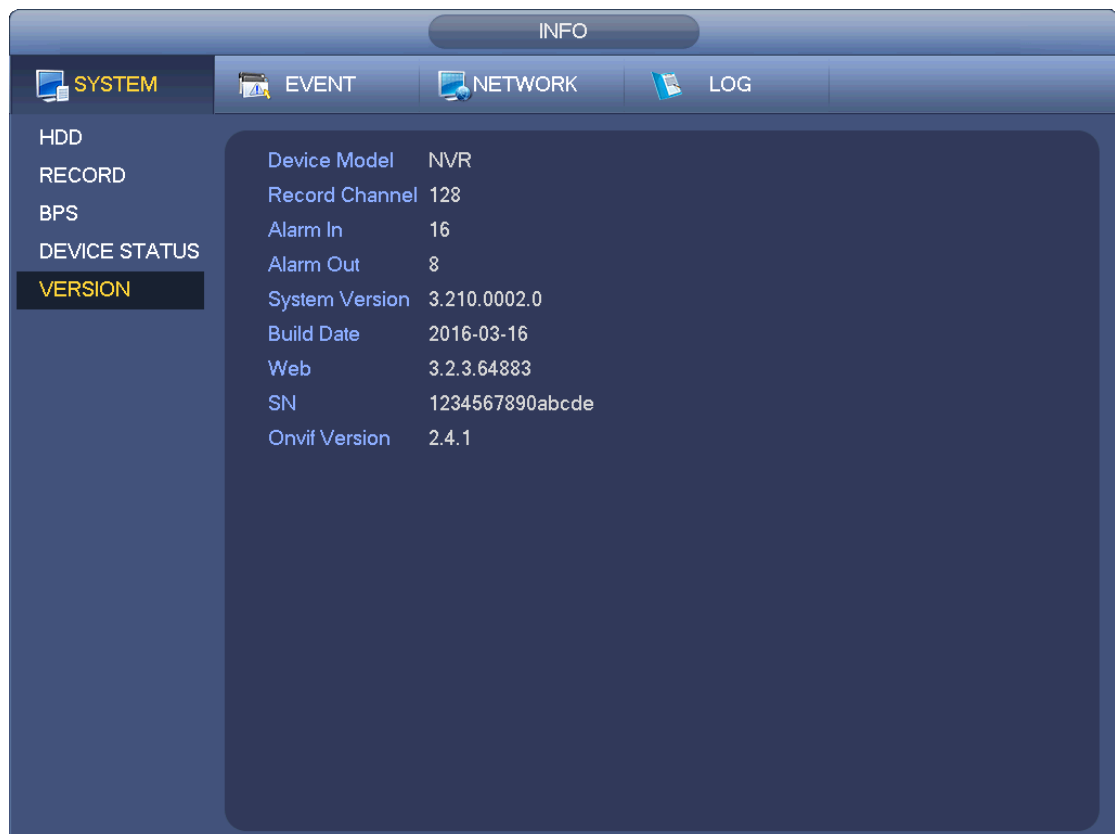 INFO
SYSTEM EVENT NETWORK LOG
HDD
RECORD
BPS
DEVICE STATUS
VERSION
Device Model NVR
Record Channel 128
Alarm In 16
Alarm Out 8
System Version 3.210.0002.0
Build Date 2016-03-16
Web 3.2.3.64883
SN 1234567890abcde
Onvif Version 2.4.1